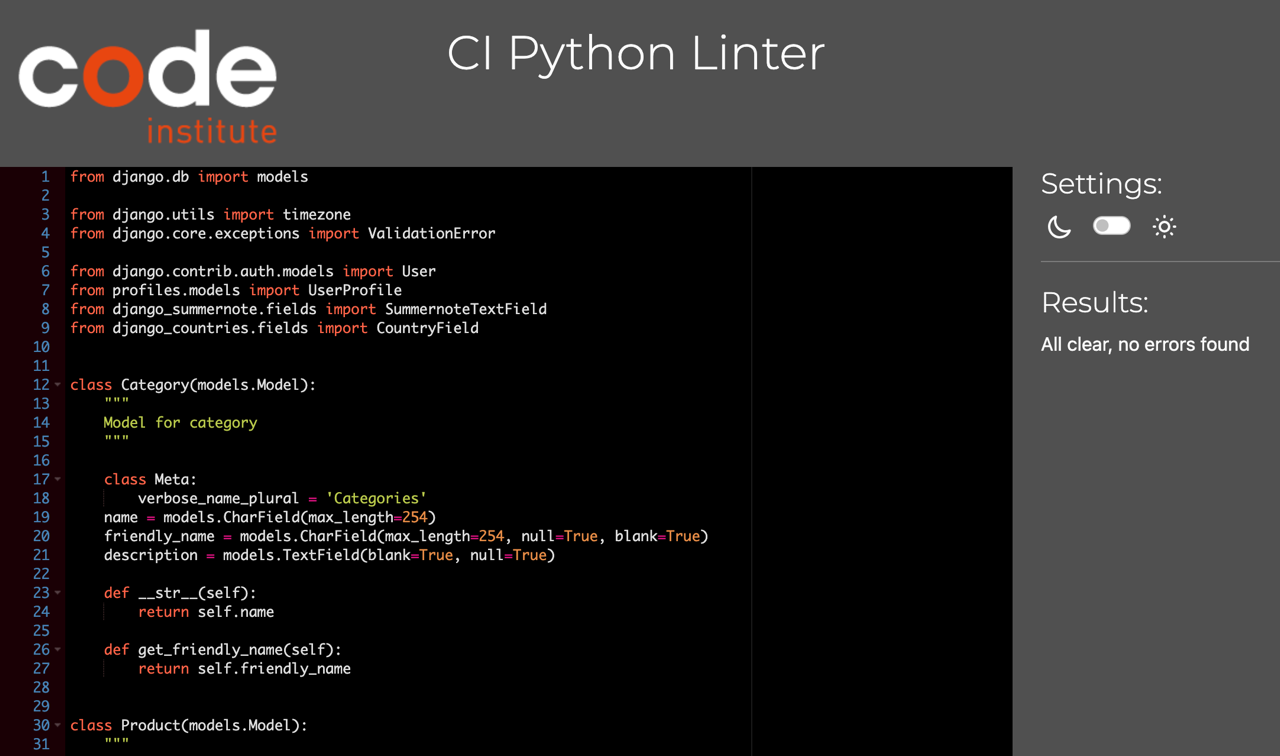 code
institute
CI Python Linter
1 from django.db import models
2
3 from django.utils import timezone
4 from django.core.exceptions import ValidationError
5
6 from django.contrib.auth.models import User
7 from profiles.models import UserProfile
8 from django_summernote.fields import SummernoteTextField
9 from django_countries.fields import CountryField
10
11
12 class Category(models.Model):
13     """
14     Model for category
15     """
16
17     class Meta:
18         verbose_name_plural = 'Categories'
19     name = models.CharField(max_length=254)
20     friendly_name = models.CharField(max_length=254, null=True, blank=True)
21     description = models.TextField(blank=True, null=True)
22
23     def __str__(self):
24         return self.name
25
26     def get_friendly_name(self):
27         return self.friendly_name
28
29
30 class Product(models.Model):
31     """
Settings:
Results:
All clear, no errors found